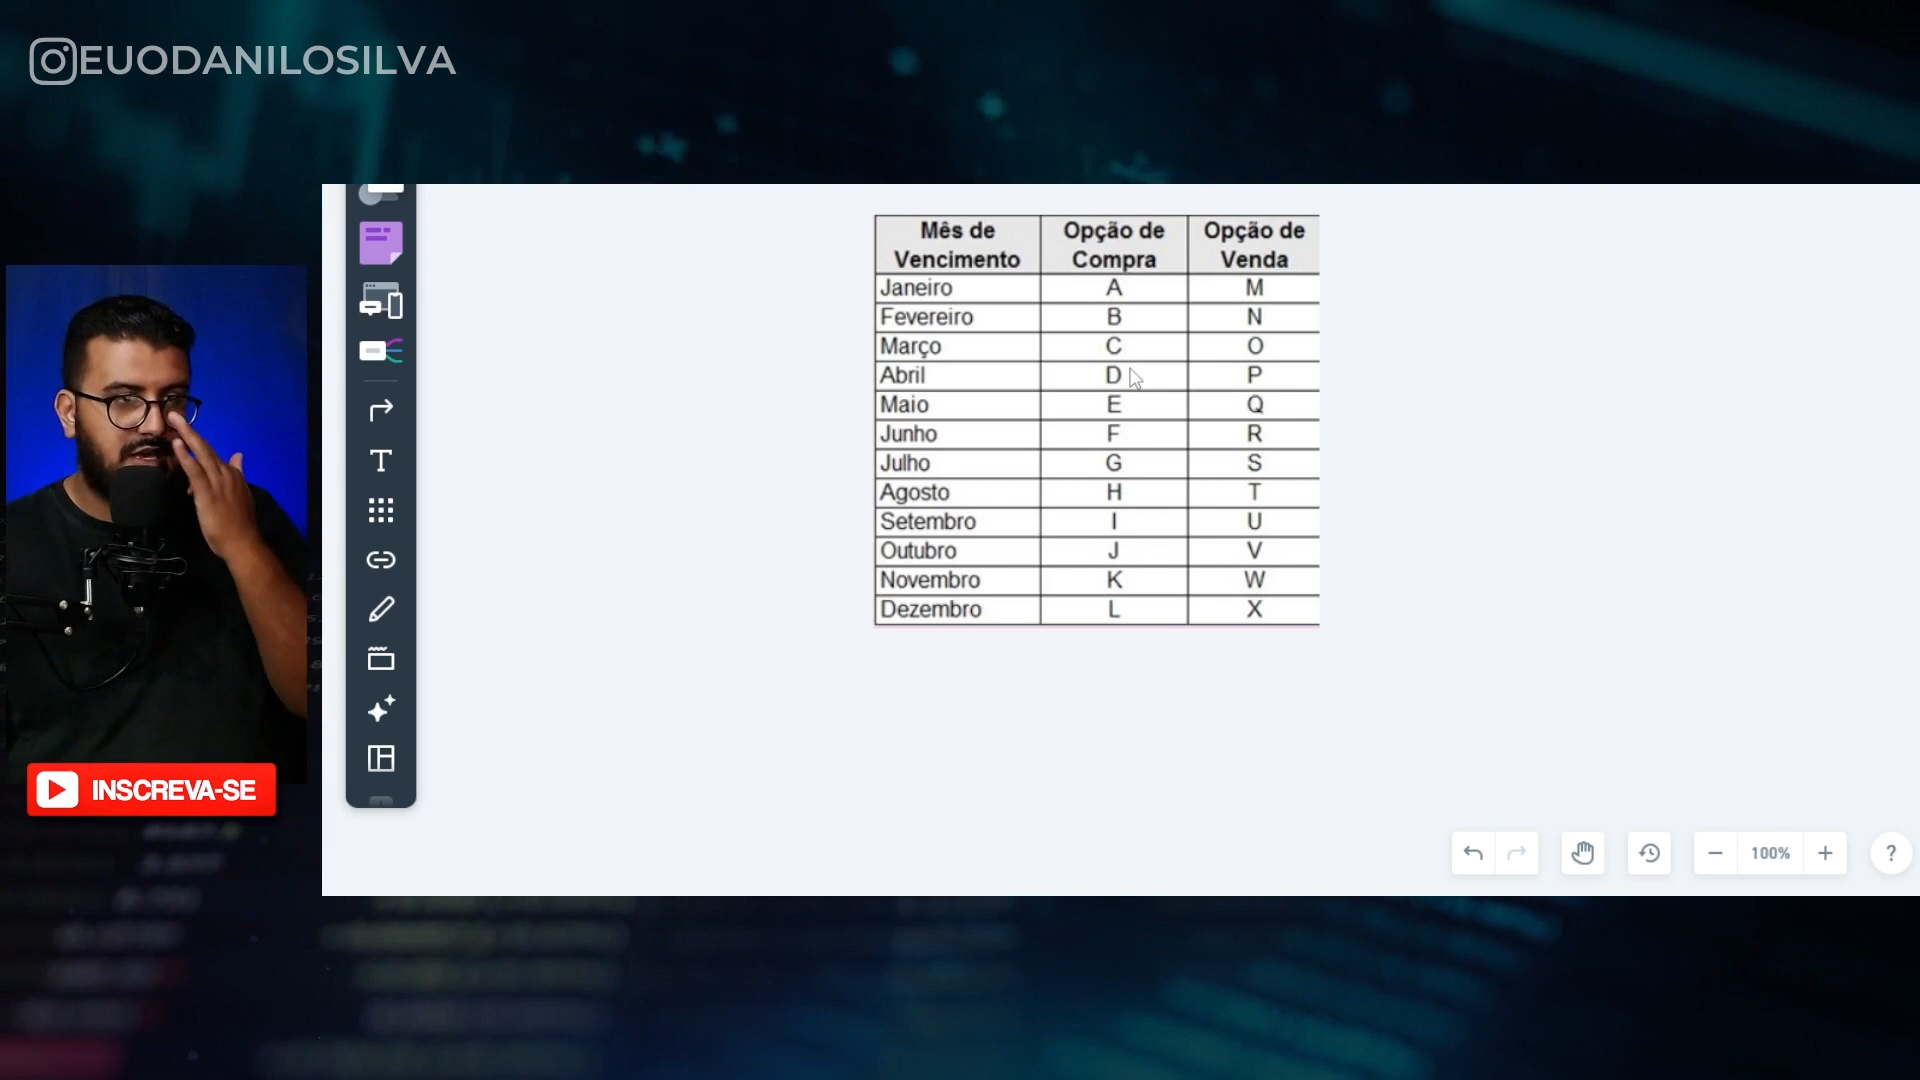 EUODANILOSILVA
Mês de Vencimento Opção de Compra Opção de Venda
Janeiro A M
Fevereiro B N
Março C O
Abril D P
Maio E Q
Junho F R
Julho G S
Agosto H T
Setembro I U
Outubro J V
Novembro K W
Dezembro L X
T
INSCREVA-SE
100%
?